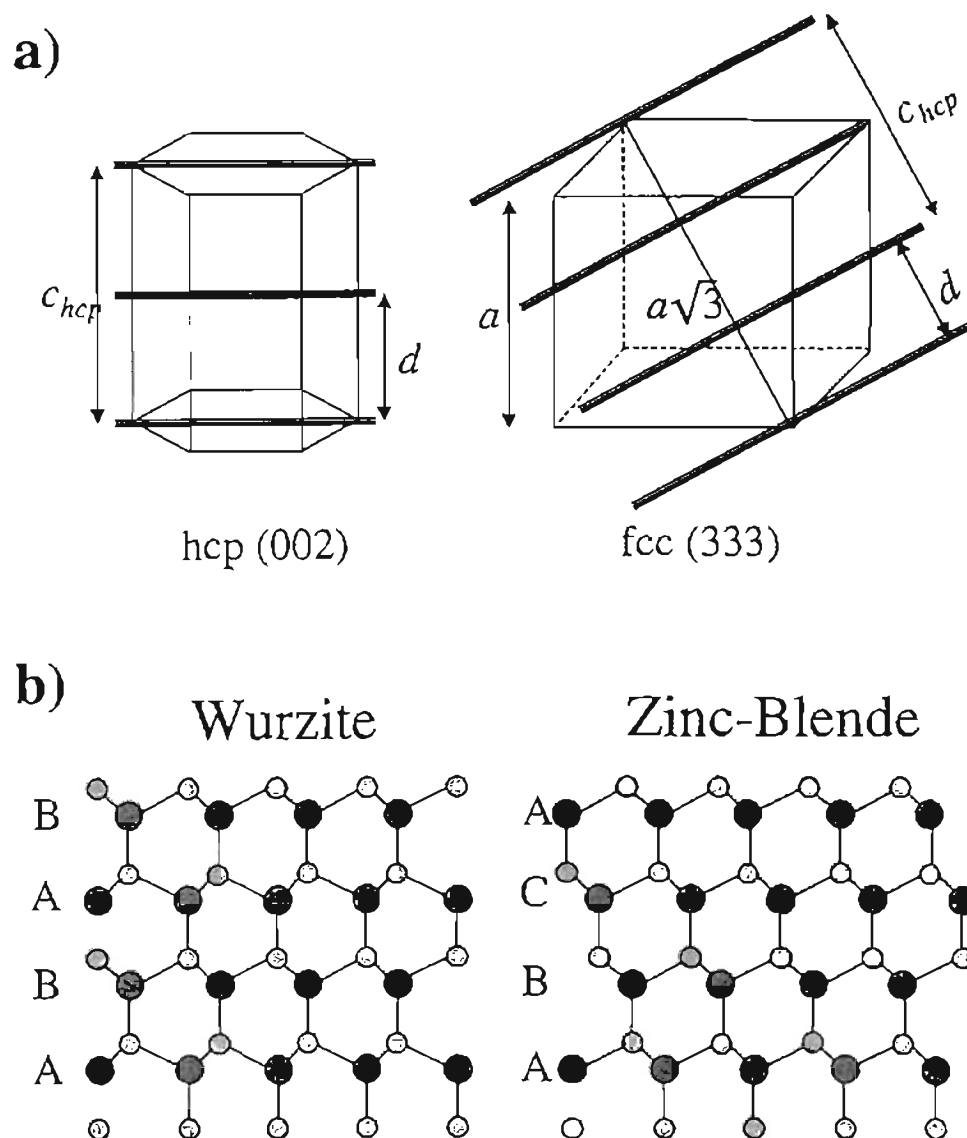 a)
c_hcp
d
hcp (002)
c_hcp
a
a√3
d
fcc (333)
b)
Wurzite
B
A
B
A
Zinc-Blende
A
C
B
A